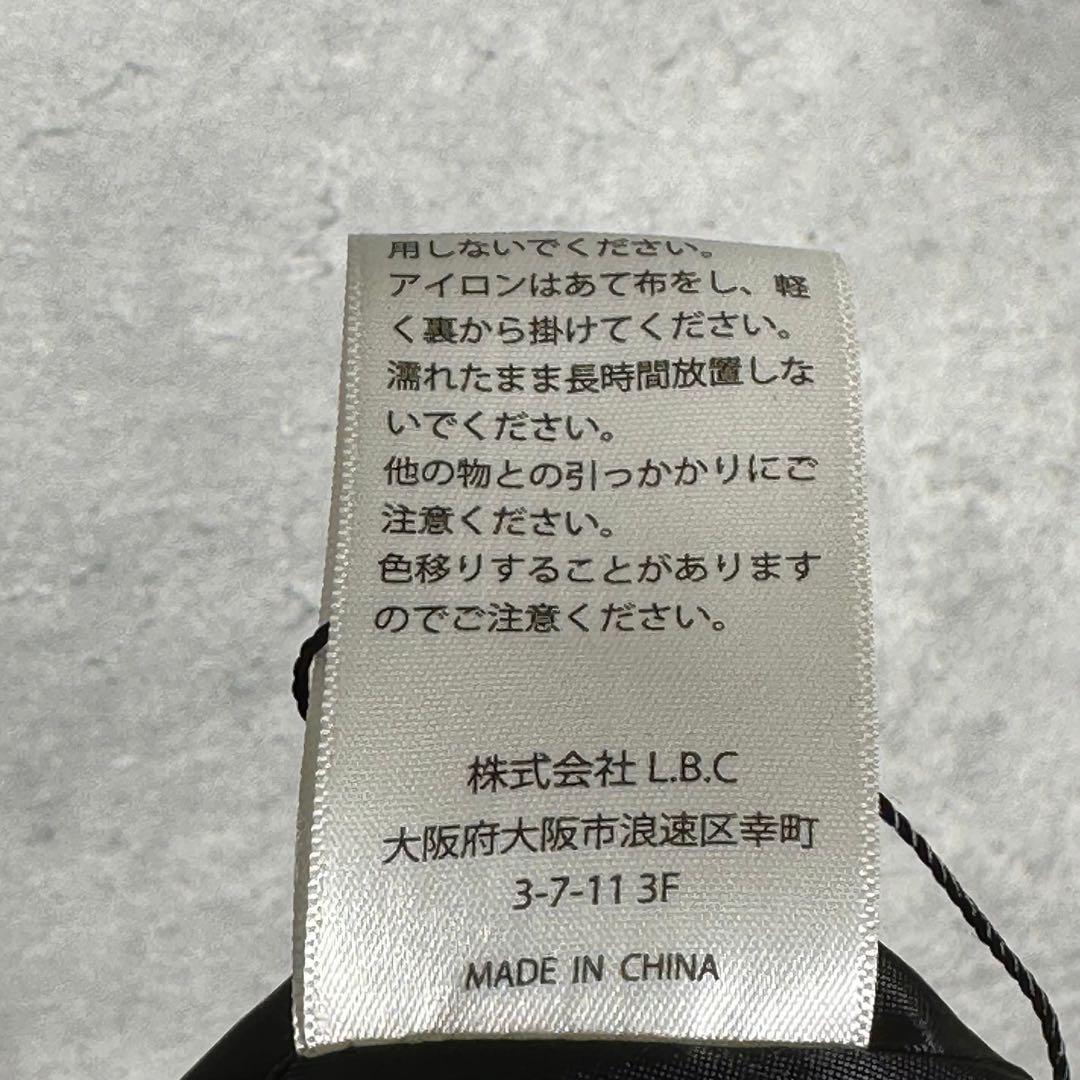 用しないでください。
アイロンはあて布をし、軽
く裏から掛けてください。
濡れたまま長時間放置しな
いでください。
他の物との引っかかりにご
注意ください。
色移りすることがあります
のでご注意ください。
株式会社 L.B.C
大阪府大阪市浪速区幸町
3-7-11 3F
MADE IN CHINA